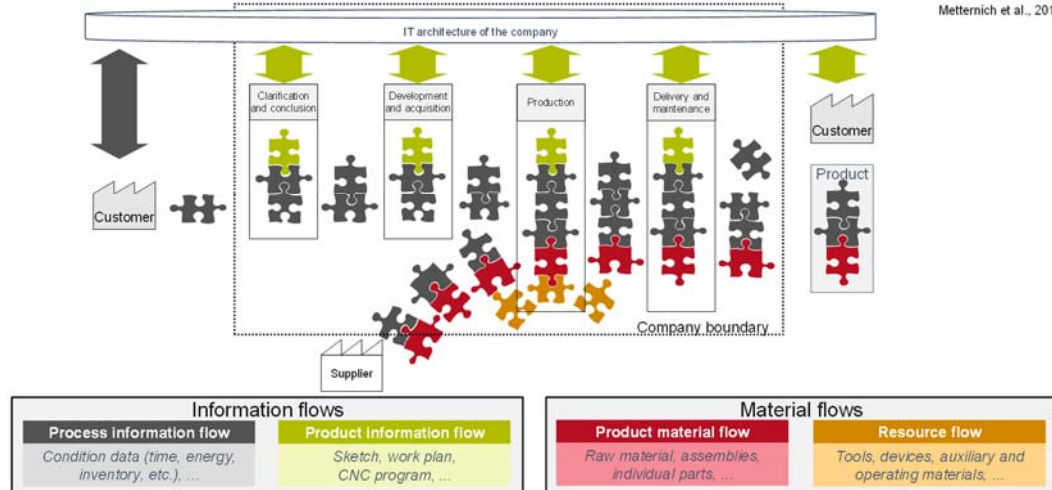 Metternich et al., 201
IT architecture of the company
Clarification
and conclusion
Development
and acquisition
Production
Delivery and
maintenance
Customer
Product
Customer
Company boundary
Supplier
Information flows
Process information flow
Condition data (time, energy,
inventory, etc.), ...
Product information flow
Sketch, work plan,
CNC program, ...
Material flows
Product material flow
Raw material, assemblies,
individual parts, ...
Resource flow
Tools, devices, auxiliary and
operating materials, ...